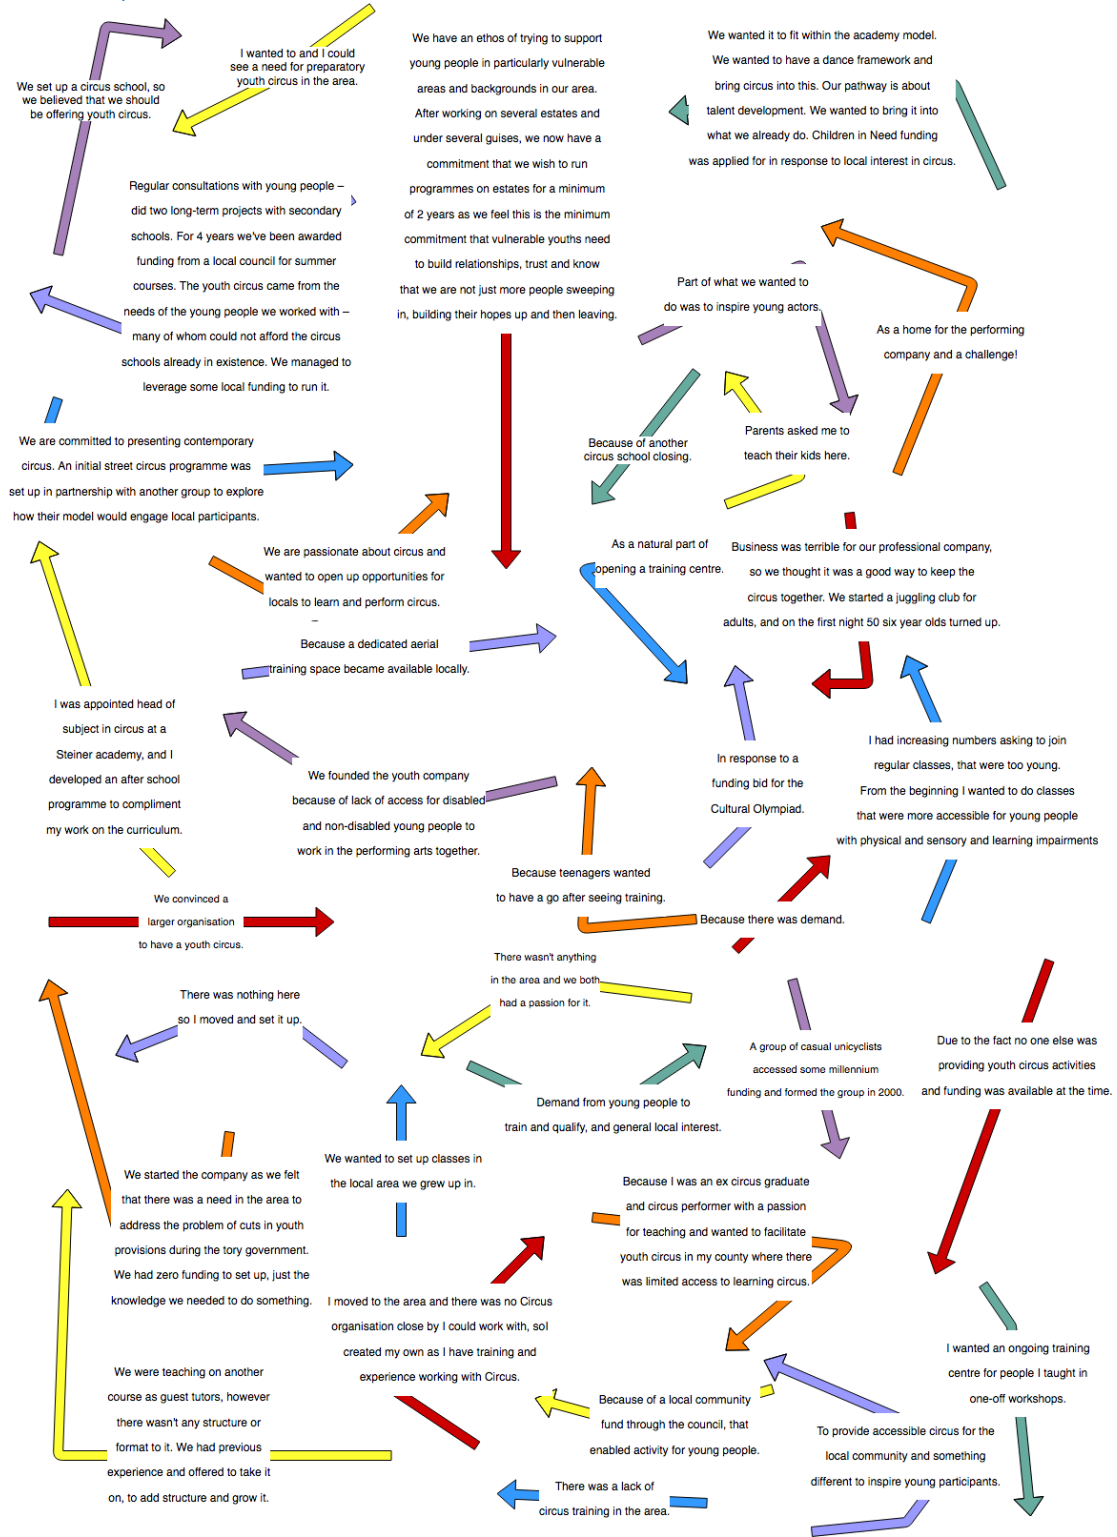 I wanted to and I could
see a need for preparatory
youth circus in the area.
We set up a circus school, so
we believed that we should
be offering youth circus.
We have an ethos of trying to support
young people in particularly vulnerable
areas and backgrounds in our area.
After working on several estates and
under several guises, we now have a
commitment that we wish to run
programmes on estates for a minimum
of 2 years as we feel this is the minimum
commitment that vulnerable youths need
to build relationships, trust and know
that we are not just more people sweeping
in, building their hopes up and then leaving.
We wanted it to fit within the academy model.
We wanted to have a dance framework and
bring circus into this. Our pathway is about
talent development. We wanted to bring it into
what we already do. Children in Need funding
was applied for in response to local interest in circus.
Regular consultations with young people –
did two long-term projects with secondary
schools. For 4 years we've been awarded
funding from a local council for summer
courses. The youth circus came from the
needs of the young people we worked with –
many of whom could not afford the circus
schools already in existence. We managed to
leverage some local funding to run it.
Part of what we wanted to
do was to inspire young actors.
As a home for the performing
company and a challenge!
We are committed to presenting contemporary
circus. An initial street circus programme was
set up in partnership with another group to explore
how their model would engage local participants.
Because of another
circus school closing.
Parents asked me to
teach their kids here.
We are passionate about circus and
wanted to open up opportunities for
locals to learn and perform circus.
–
As a natural part of
opening a training centre.
Business was terrible for our professional company,
so we thought it was a good way to keep the
circus together. We started a juggling club for
adults, and on the first night 50 six year olds turned up.
Because a dedicated aerial
training space became available locally.
I was appointed head of
subject in circus at a
Steiner academy, and I
developed an after school
programme to compliment
my work on the curriculum.
We founded the youth company
because of lack of access for disabled
and non-disabled young people to
work in the performing arts together.
In response to a
funding bid for the
Cultural Olympiad.
I had increasing numbers asking to join
regular classes, that were too young.
From the beginning I wanted to do classes
that were more accessible for young people
with physical and sensory and learning impairments
Because teenagers wanted
to have a go after seeing training.
We convinced a
larger organisation
to have a youth circus.
Because there was demand.
There wasn't anything
in the area and we both
had a passion for it.
There was nothing here
so I moved and set it up.
A group of casual unicyclists
accessed some millennium
funding and formed the group in 2000.
Due to the fact no one else was
providing youth circus activities
and funding was available at the time.
Demand from young people to
train and qualify, and general local interest.
We wanted to set up classes in
the local area we grew up in.
We started the company as we felt
that there was a need in the area to
address the problem of cuts in youth
provisions during the tory government.
We had zero funding to set up, just the
knowledge we needed to do something.
Because I was an ex circus graduate
and circus performer with a passion
for teaching and wanted to facilitate
youth circus in my county where there
was limited access to learning circus.
I moved to the area and there was no Circus
organisation close by I could work with, soI
created my own as I have training and
experience working with Circus.
I wanted an ongoing training
centre for people I taught in
one-off workshops.
We were teaching on another
course as guest tutors, however
there wasn't any structure or
format to it. We had previous
experience and offered to take it
on, to add structure and grow it.
Because of a local community
fund through the council, that
enabled activity for young people.
To provide accessible circus for the
local community and something
different to inspire young participants.
There was a lack of
circus training in the area.